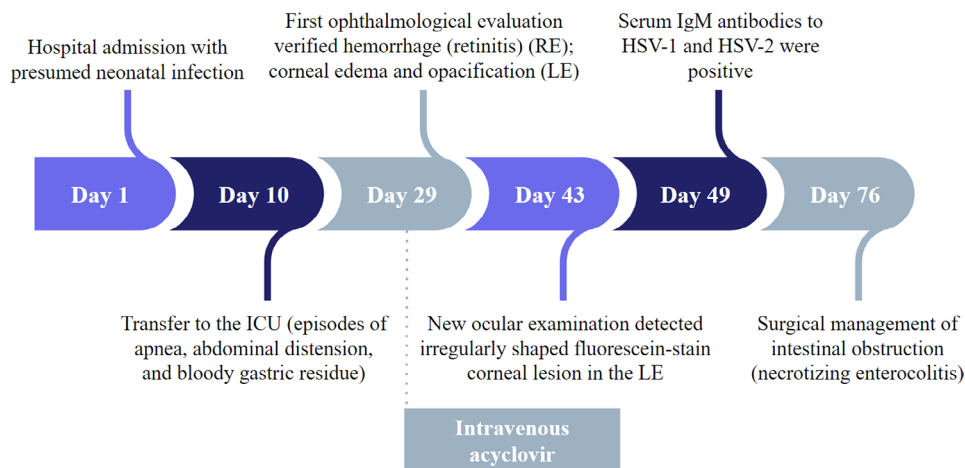 Hospital admission with
presumed neonatal infection
First ophthalmological evaluation
verified hemorrhage (retinitis) (RE);
corneal edema and opacification (LE)
Serum IgM antibodies to
HSV-1 and HSV-2 were
positive
Day 1
Day 10
Day 29
Day 43
Day 49
Day 76
Transfer to the ICU (episodes of
apnea, abdominal distension,
and bloody gastric residue)
New ocular examination detected
irregularly shaped fluorescein-stain
corneal lesion in the LE
Surgical management of
intestinal obstruction
(necrotizing enterocolitis)
Intravenous
acyclovir